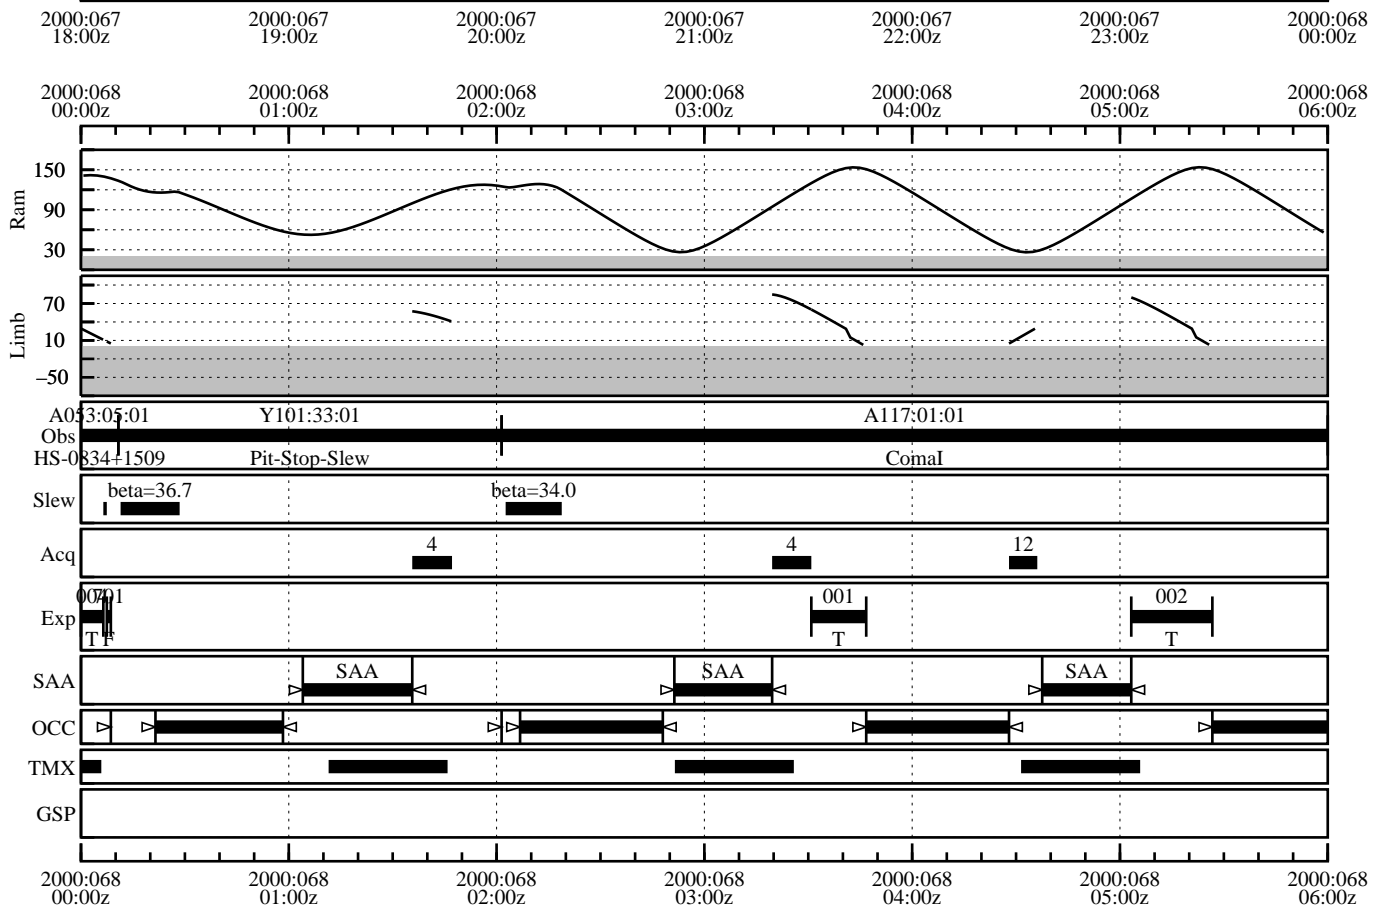 2000:067 2000:067 2000:067 2000:067 2000:067 2000:067 2000:068
18:00z 19:00z 20:00z 21:00z 22:00z 23:00z 00:00z
2000:068 2000:068 2000:068 2000:068 2000:068 2000:068 2000:068
00:00z 01:00z 02:00z 03:00z 04:00z 05:00z 06:00z
Ram
150
90
30
Limb
70
10
−50
A053:05:01 Y101:33:01 A117:01:01
Obs
HS-0834+1509 Pit-Stop-Slew ComaI
beta=36.7 beta=34.0
Slew
4 4 12
Acq
001 002
Exp
T F T T
SAA SAA SAA
SAA
OCC
TMX
GSP
2000:068 2000:068 2000:068 2000:068 2000:068 2000:068 2000:068
00:00z 01:00z 02:00z 03:00z 04:00z 05:00z 06:00z